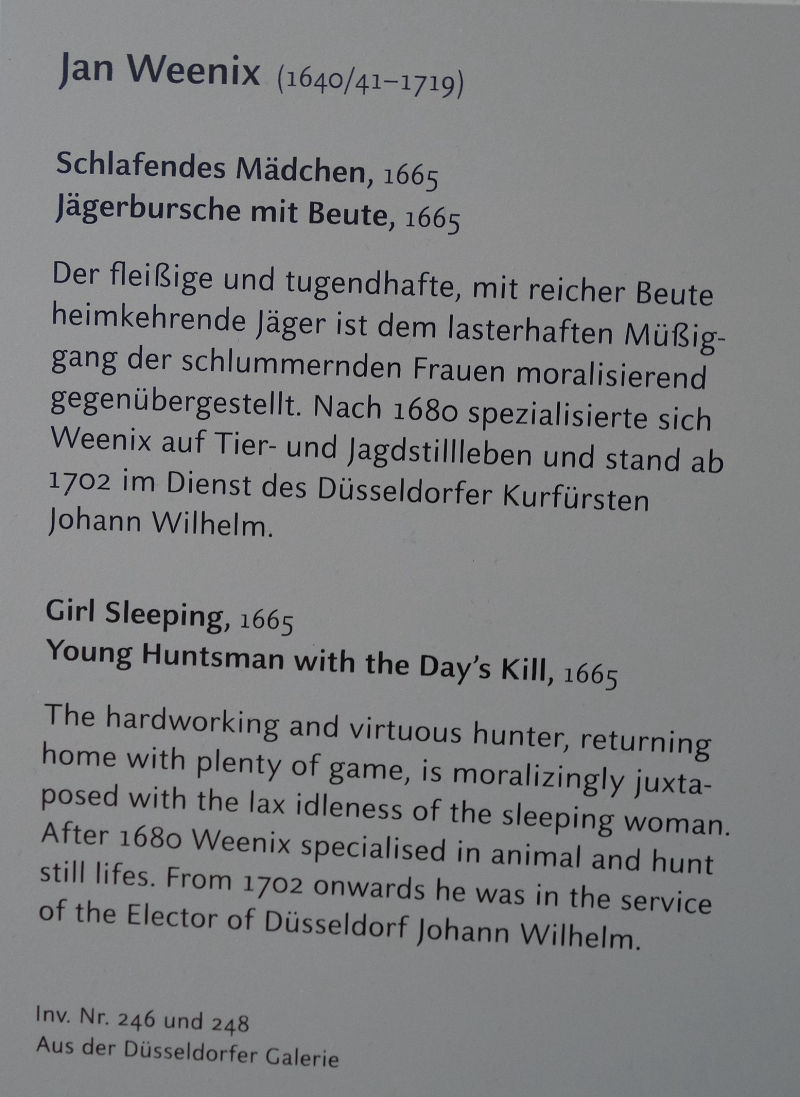 Jan Weenix (1640/41–1719)
Schlafendes Mädchen, 1665
Jägerbursche mit Beute, 1665
Der fleißige und tugendhafte, mit reicher Beute
heimkehrende Jäger ist dem lasterhaften Müßig-
gang der schlummernden Frauen moralisierend
gegenübergestellt. Nach 1680 spezialisierte sich
Weenix auf Tier- und Jagdstillleben und stand ab
1702 im Dienst des Düsseldorfer Kurfürsten
Johann Wilhelm.
Girl Sleeping, 1665
Young Huntsman with the Day’s Kill, 1665
The hardworking and virtuous hunter, returning
home with plenty of game, is moralizingly juxta-
posed with the lax idleness of the sleeping woman.
After 1680 Weenix specialised in animal and hunt
still lifes. From 1702 onwards he was in the service
of the Elector of Düsseldorf Johann Wilhelm.
Inv. Nr. 246 und 248
Aus der Düsseldorfer Galerie